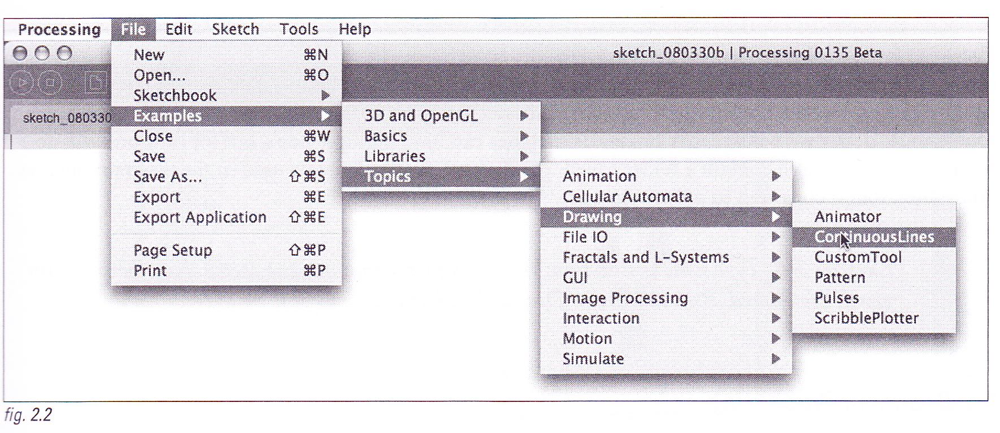 Processing File Edit Sketch Tools Help
sketch_080330b | Processing 0135 Beta
sketch_080330
New ⌘N
Open... ⌘O
Sketchbook ▶
Examples ▶
Close ⌘W
Save ⌘S
Save As... ⇧⌘S
Export ⌘E
Export Application ⇧⌘E
Page Setup ⇧⌘P
Print ⌘P
3D and OpenGL ▶
Basics ▶
Libraries ▶
Topics ▶
Animation ▶
Cellular Automata ▶
Drawing ▶
File IO ▶
Fractals and L-Systems ▶
GUI ▶
Image Processing ▶
Interaction ▶
Motion ▶
Simulate ▶
Animator
ContinuousLines
CustomTool
Pattern
Pulses
ScribblePlotter
fig. 2.2